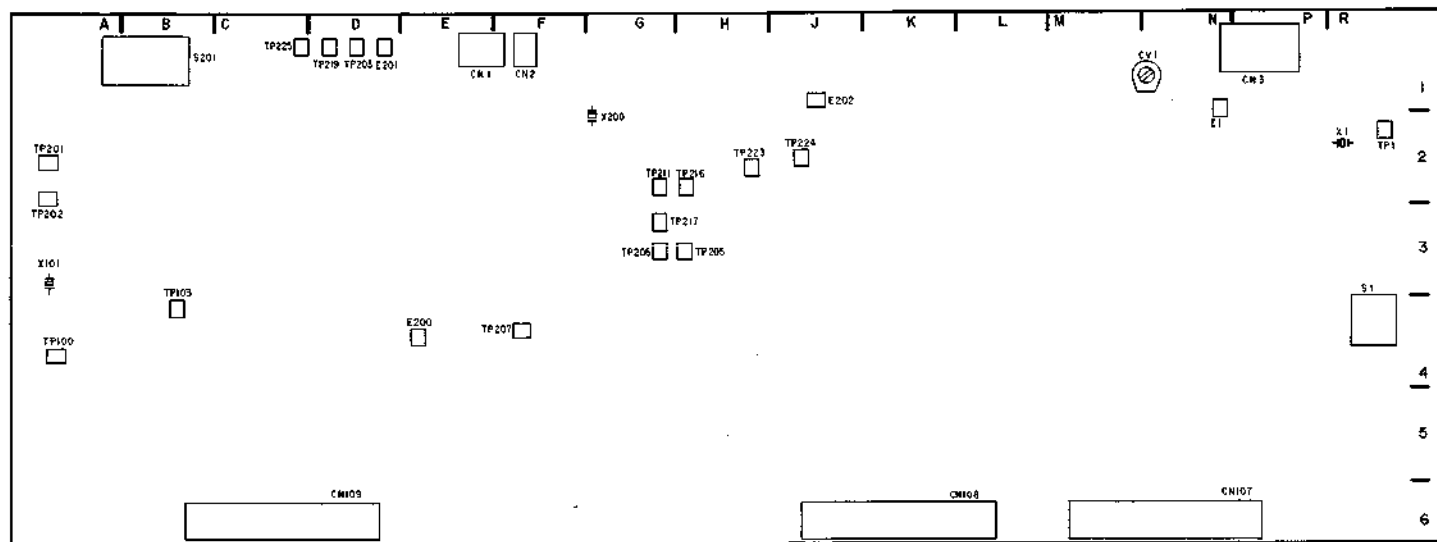 A B C D E F G H J K L M N P R
S201 TP225 TP219 TP203 E201 CN1 CN2 CV1 CN3
E202 1
X200 E1 X1 TP1
TP201 TP223 TP224 2
TP211 TP216
TP202 TP217
TP206 TP205 3
X101
TP103 S1
E200 TP207
TP100
4
5
CN109 CN108 CN107
6